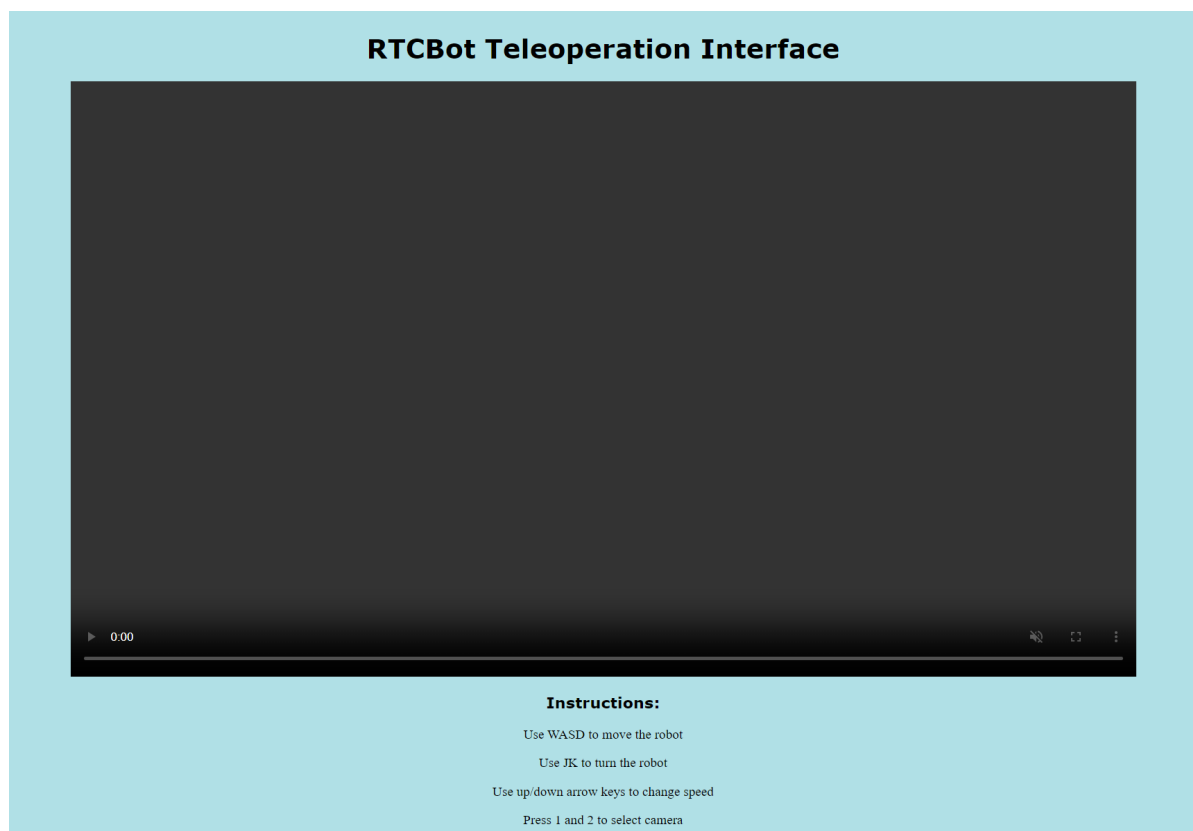 RTCBot Teleoperation Interface
0:00
Instructions:
Use WASD to move the robot
Use JK to turn the robot
Use up/down arrow keys to change speed
Press 1 and 2 to select camera